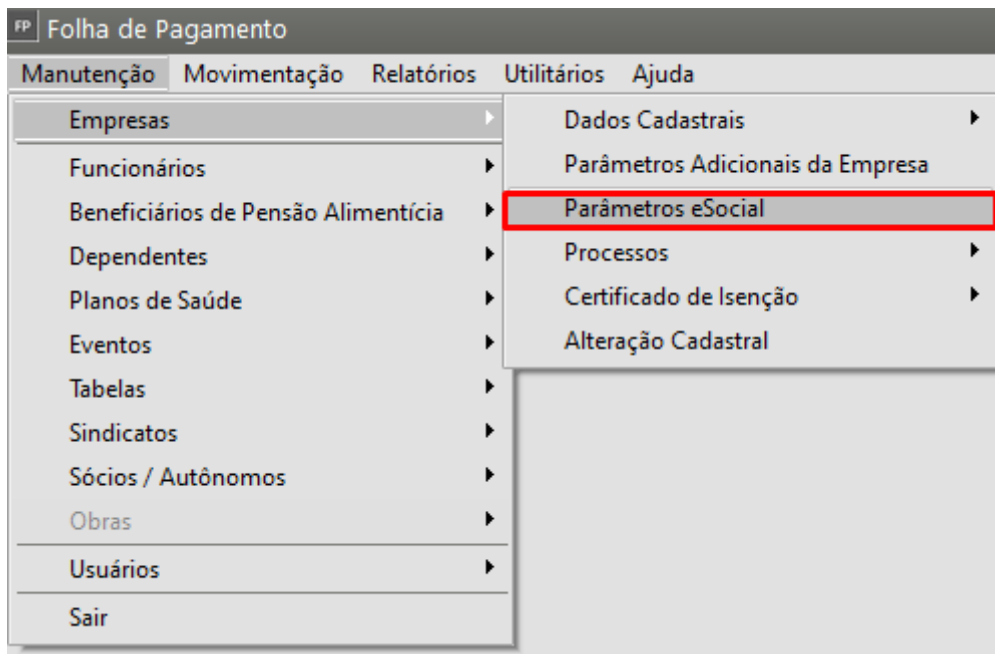 FP Folha de Pagamento
Manutenção Movimentação Relatórios Utilitários Ajuda
Empresas
Funcionários
Beneficiários de Pensão Alimentícia
Dependentes
Planos de Saúde
Eventos
Tabelas
Sindicatos
Sócios / Autônomos
Obras
Usuários
Sair
Dados Cadastrais
Parâmetros Adicionais da Empresa
Parâmetros eSocial
Processos
Certificado de Isenção
Alteração Cadastral